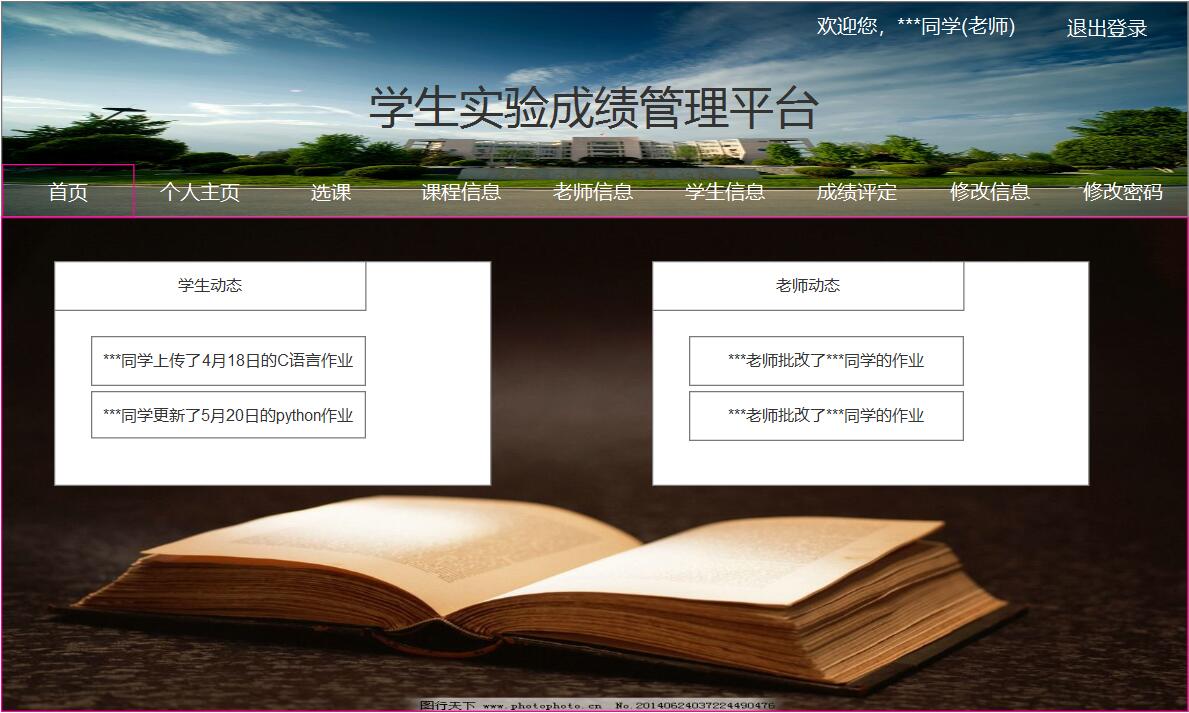 欢迎您，***同学(老师) 退出登录
学生实验成绩管理平台
首页 个人主页 选课 课程信息 老师信息 学生信息 成绩评定 修改信息 修改密码
学生动态
***同学上传了4月18日的C语言作业
***同学更新了5月20日的python作业
老师动态
***老师批改了***同学的作业
***老师批改了***同学的作业
图行天下 www.photophoto.cn No.20140624037224490476